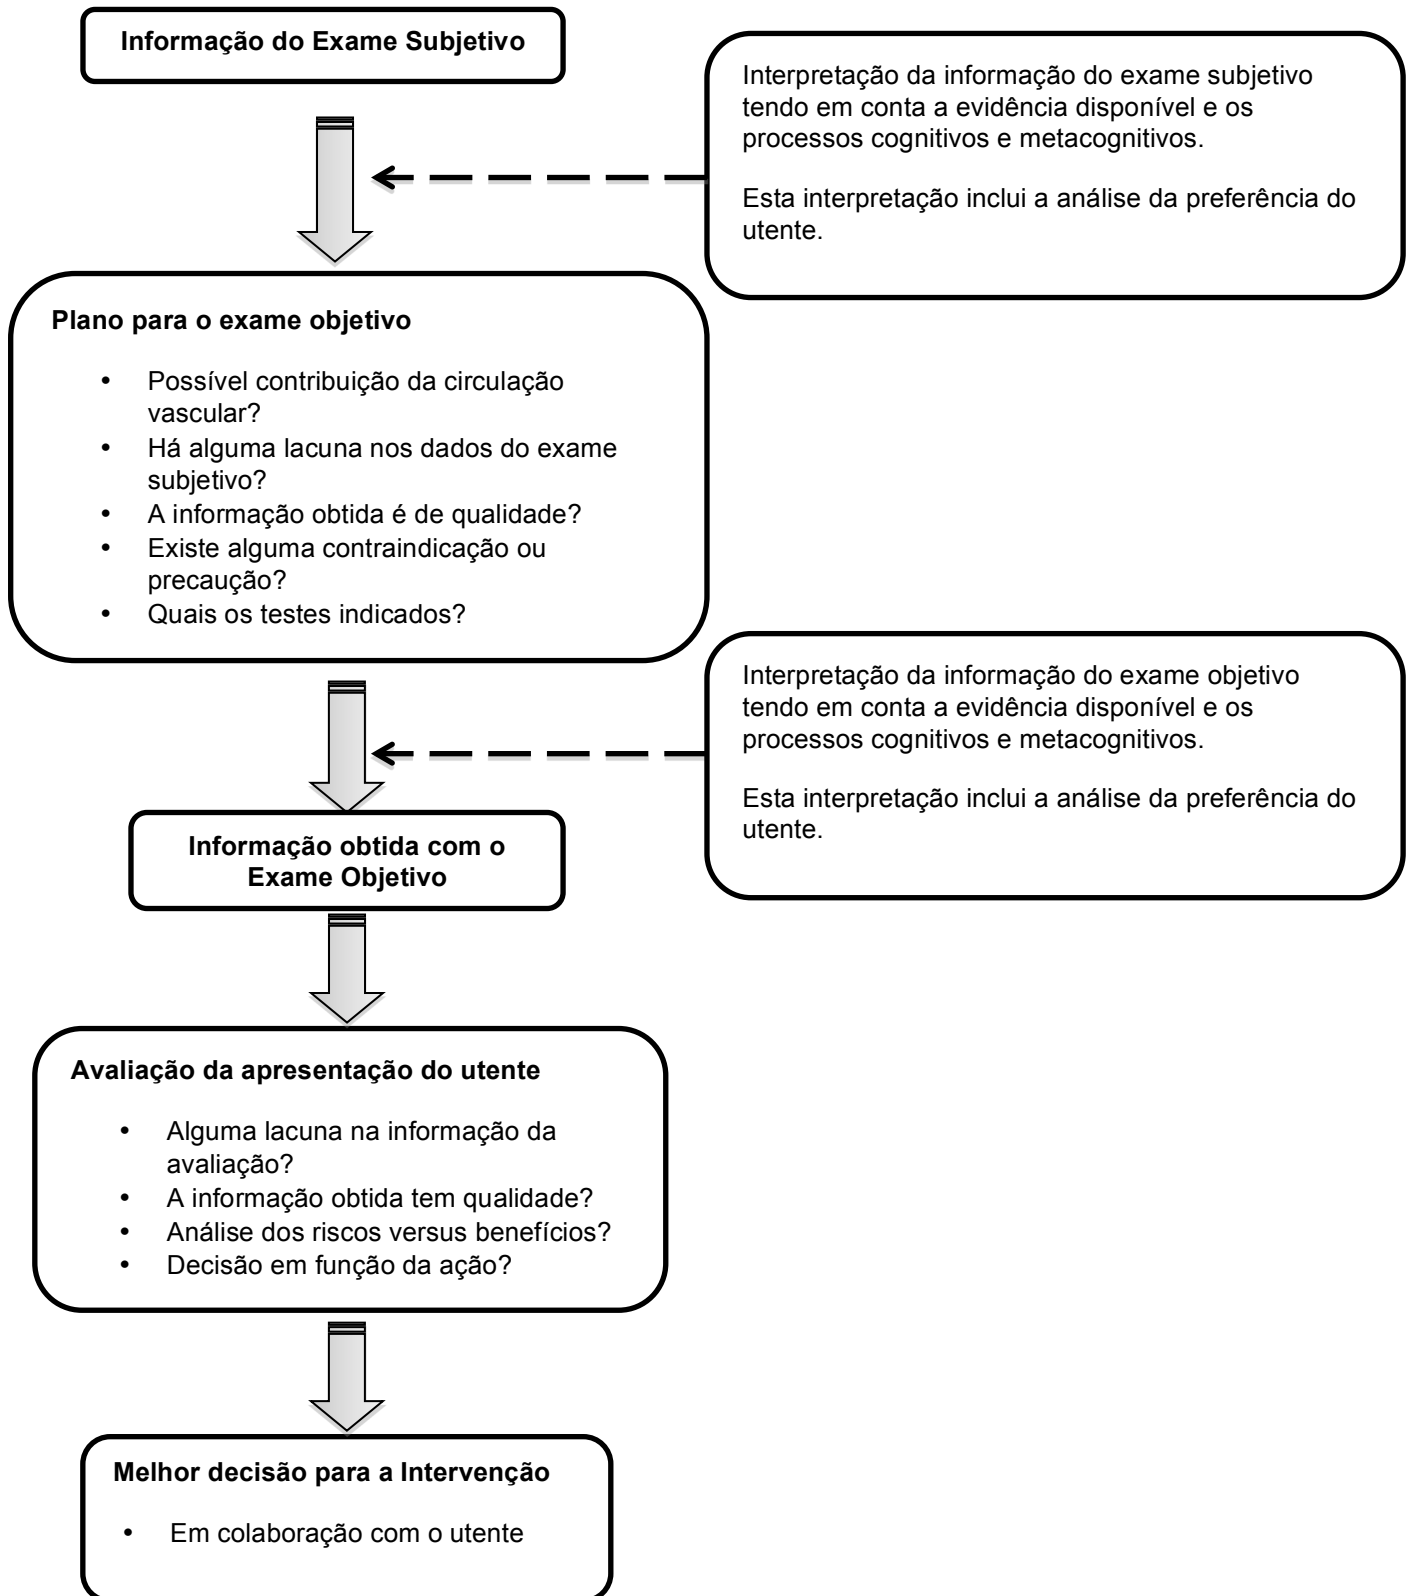 Informação do Exame Subjetivo
Interpretação da informação do exame subjetivo
tendo em conta a evidência disponível e os
processos cognitivos e metacognitivos.
Esta interpretação inclui a análise da preferência do
utente.
Plano para o exame objetivo
• Possível contribuição da circulação
vascular?
• Há alguma lacuna nos dados do exame
subjetivo?
• A informação obtida é de qualidade?
• Existe alguma contraindicação ou
precaução?
• Quais os testes indicados?
Interpretação da informação do exame objetivo
tendo em conta a evidência disponível e os
processos cognitivos e metacognitivos.
Esta interpretação inclui a análise da preferência do
utente.
Informação obtida com o
Exame Objetivo
Avaliação da apresentação do utente
• Alguma lacuna na informação da
avaliação?
• A informação obtida tem qualidade?
• Análise dos riscos versus benefícios?
• Decisão em função da ação?
Melhor decisão para a Intervenção
• Em colaboração com o utente